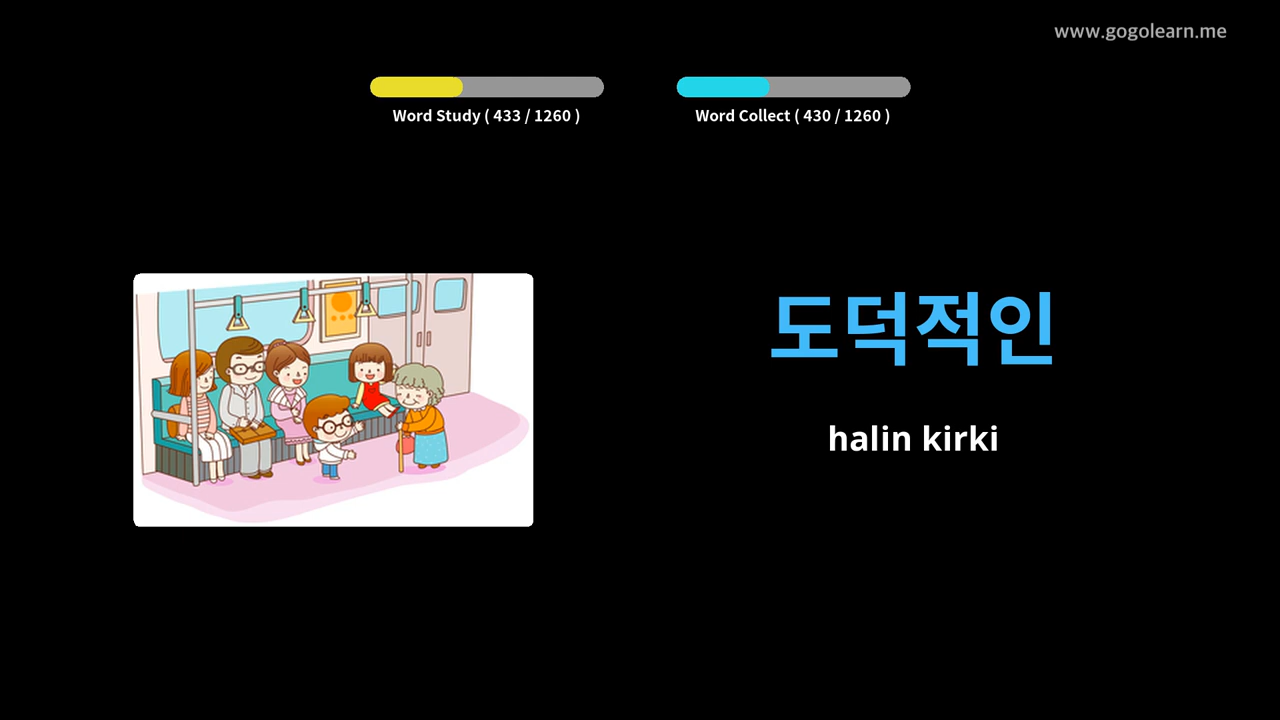 www.gogolearn.me
Word Study ( 433 / 1260 )
Word Collect ( 430 / 1260 )
도덕적인
halin kirki